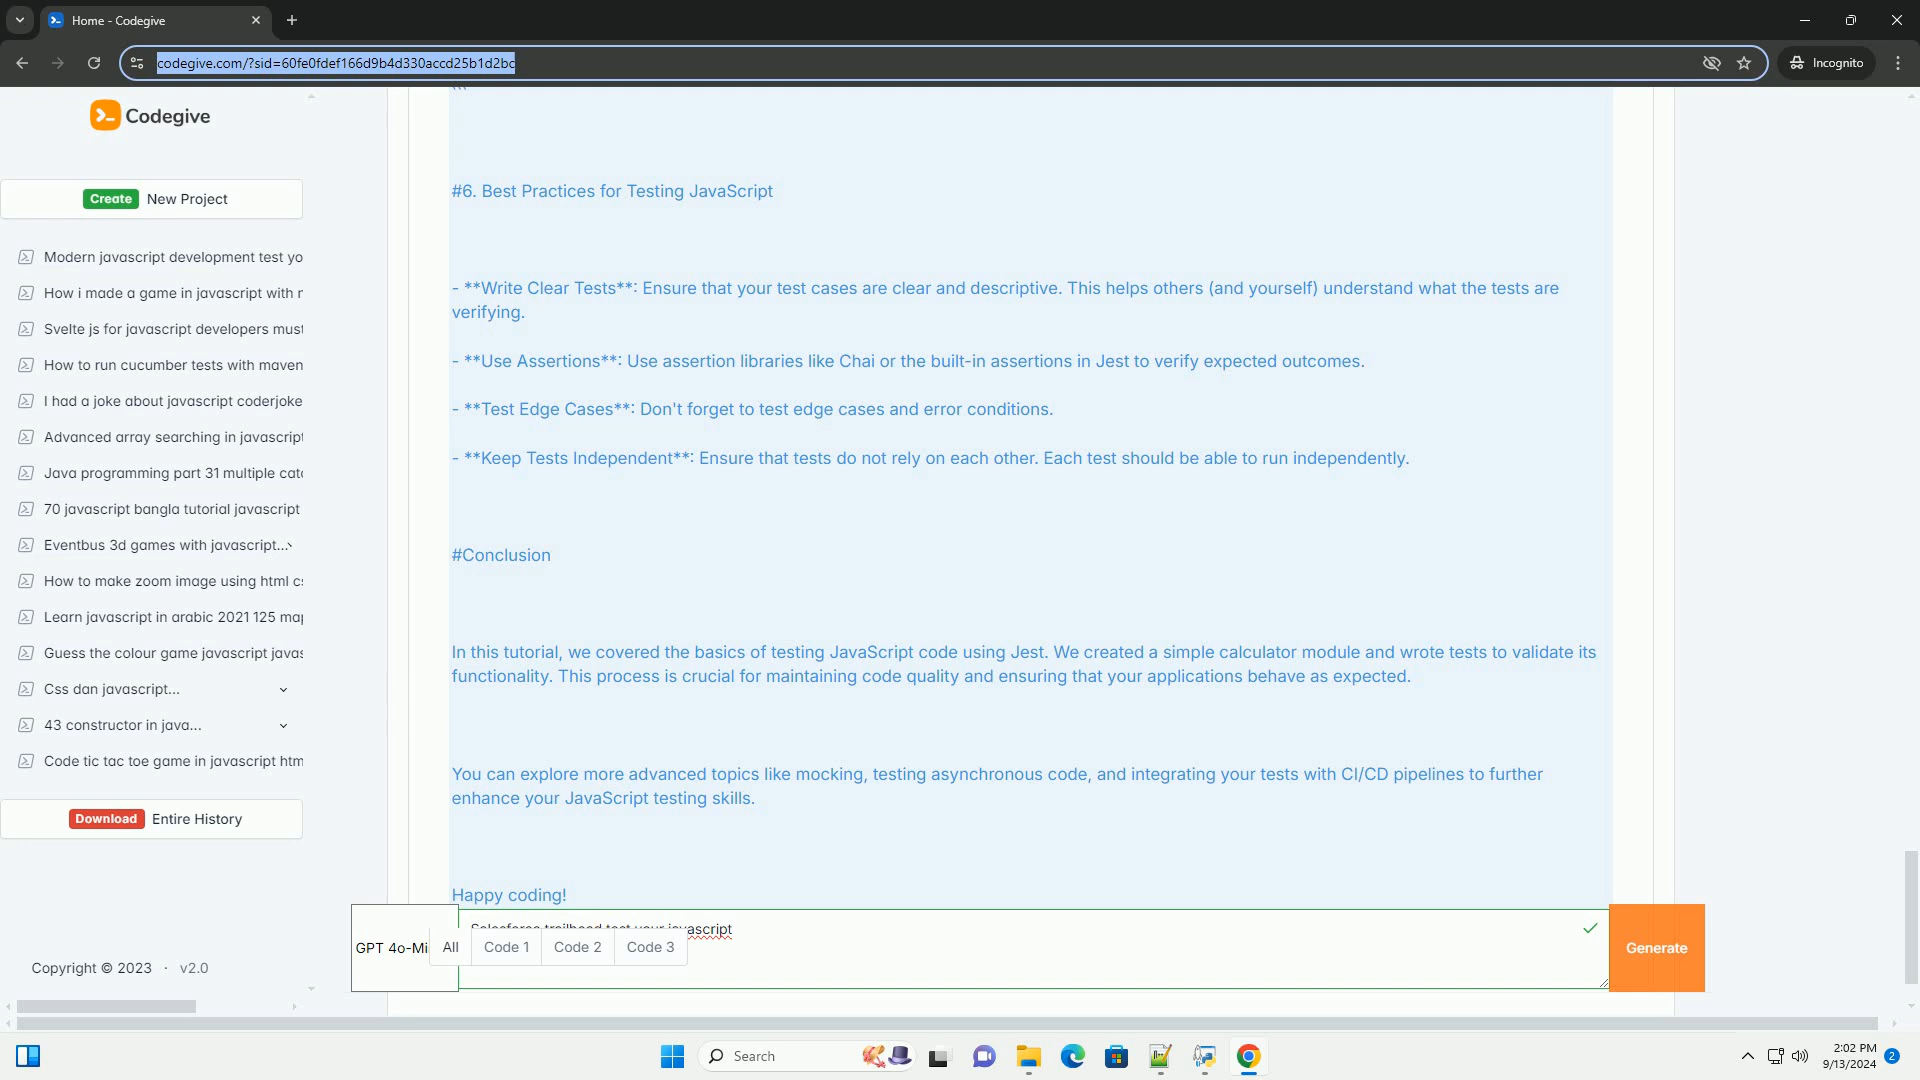 Home - Codegive
codegive.com/?sid=60fe0fdef166d9b4d330accd25b1d2bc
Incognito
Codegive
Create New Project
Modern javascript development test yo
How i made a game in javascript with
Svelte js for javascript developers must
How to run cucumber tests with maven
I had a joke about javascript coderjoke
Advanced array searching in javascript
Java programming part 31 multiple
70 javascript bangla tutorial javascript
Eventbus 3d games with javascript...
How to make zoom image using html
Learn javascript in arabic 2021 125
Guess the colour game javascript
Css dan javascript...
43 constructor in java...
Code tic tac toe game in javascript
Download Entire History
Copyright © 2023 · v2.0
#6. Best Practices for Testing JavaScript
- **Write Clear Tests**: Ensure that your test cases are clear and descriptive. This helps others (and yourself) understand what the tests are
verifying.
- **Use Assertions**: Use assertion libraries like Chai or the built-in assertions in Jest to verify expected outcomes.
- **Test Edge Cases**: Don't forget to test edge cases and error conditions.
- **Keep Tests Independent**: Ensure that tests do not rely on each other. Each test should be able to run independently.
#Conclusion
In this tutorial, we covered the basics of testing JavaScript code using Jest. We created a simple calculator module and wrote tests to validate its
functionality. This process is crucial for maintaining code quality and ensuring that your applications behave as expected.
You can explore more advanced topics like mocking, testing asynchronous code, and integrating your tests with CI/CD pipelines to further
enhance your JavaScript testing skills.
Happy coding!
Salesforce trailhead test your javascript
GPT 4o-Mi
All Code 1 Code 2 Code 3
Generate
Search
2:02 PM
9/13/2024
2